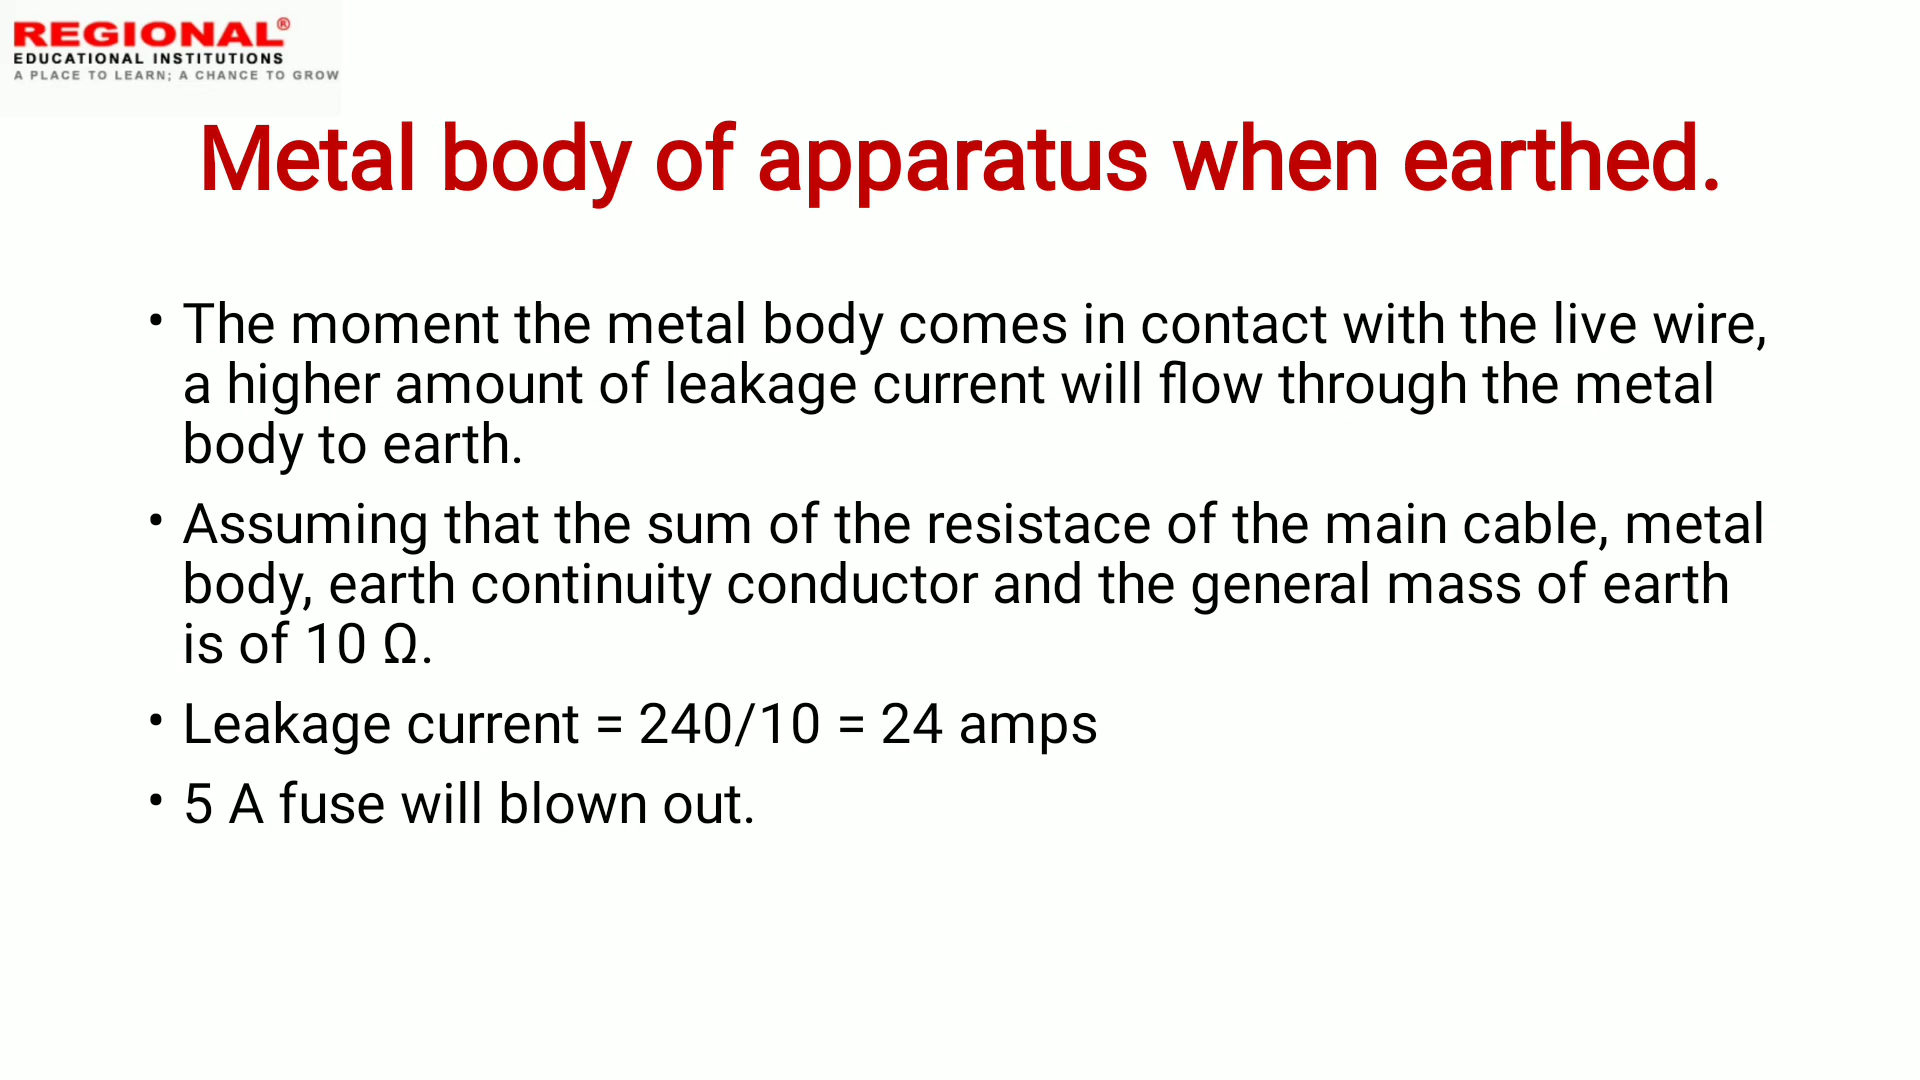 REGIONAL®
EDUCATIONAL INSTITUTIONS
A PLACE TO LEARN; A CHANCE TO GROW
Metal body of apparatus when earthed.
• The moment the metal body comes in contact with the live wire,
a higher amount of leakage current will flow through the metal
body to earth.
• Assuming that the sum of the resistace of the main cable, metal
body, earth continuity conductor and the general mass of earth
is of 10 Ω.
• Leakage current = 240/10 = 24 amps
• 5 A fuse will blown out.